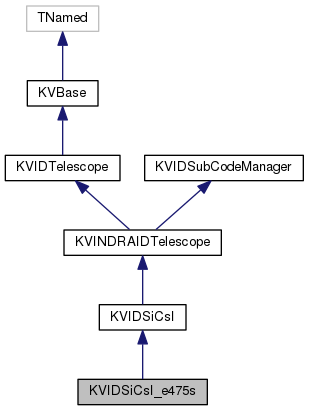 TNamed
KVBase
KVIDTelescope
KVIDSubCodeManager
KVINDRAIDTelescope
KVIDSiCsI
KVIDSiCsI_e475s